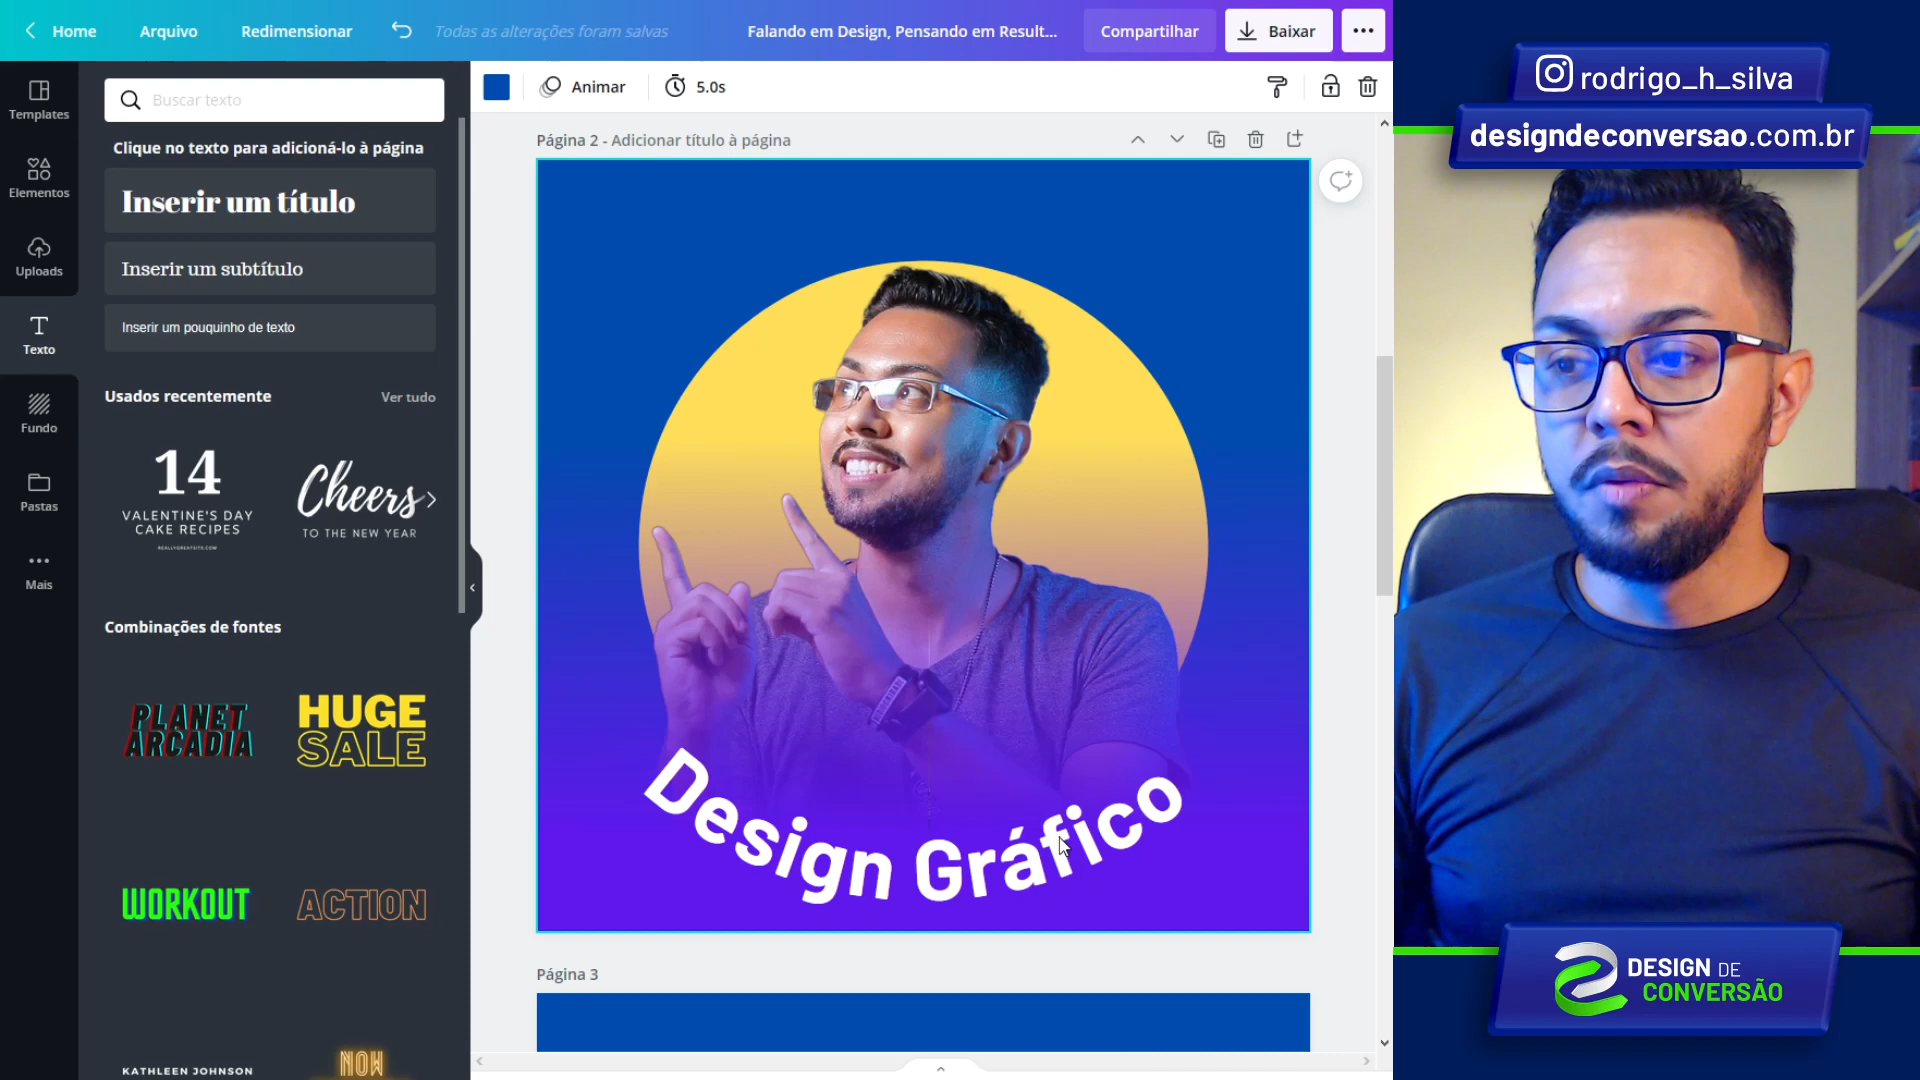 Home
Arquivo
Redimensionar
Todas as alterações foram salvas
Falando em Design, Pensando em Result...
Compartilhar
Baixar
Templates
Elementos
Uploads
Texto
Fundo
Pastas
Mais
Buscar texto
Clique no texto para adicioná-lo à página
Inserir um título
Inserir um subtítulo
Inserir um pouquinho de texto
Usados recentemente
Ver tudo
14
VALENTINE'S DAY
CAKE RECIPES
REALLYGREATSITE.COM
Cheers
TO THE NEW YEAR
Combinações de fontes
PLANET
ARCADIA
HUGE
SALE
WORKOUT
ACTION
KATHLEEN JOHNSON
NOW
Animar
5.0s
Página 2 - Adicionar título à página
Design Gráfico
Página 3
rodrigo_h_silva
designdeconversao.com.br
DESIGN DE
CONVERSÃO